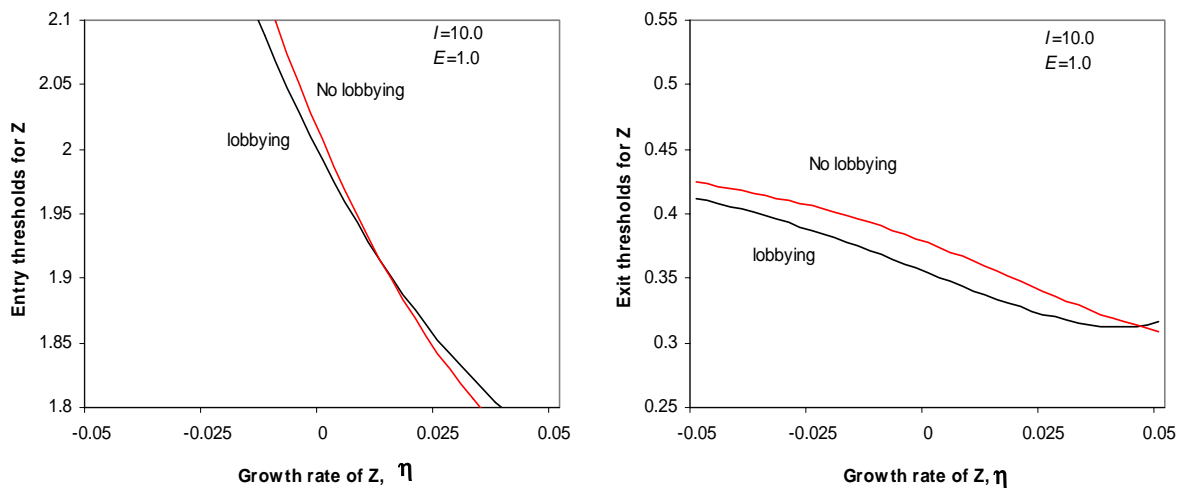 2.1
2.05
2
1.95
1.9
1.85
1.8
Entry thresholds for Z
I=10.0
E=1.0
No lobbying
lobbying
-0.05 -0.025 0 0.025 0.05
Growth rate of Z, η
0.55
0.5
0.45
0.4
0.35
0.3
0.25
Exit thresholds for Z
I=10.0
E=1.0
No lobbying
lobbying
-0.05 -0.025 0 0.025 0.05
Growth rate of Z, η